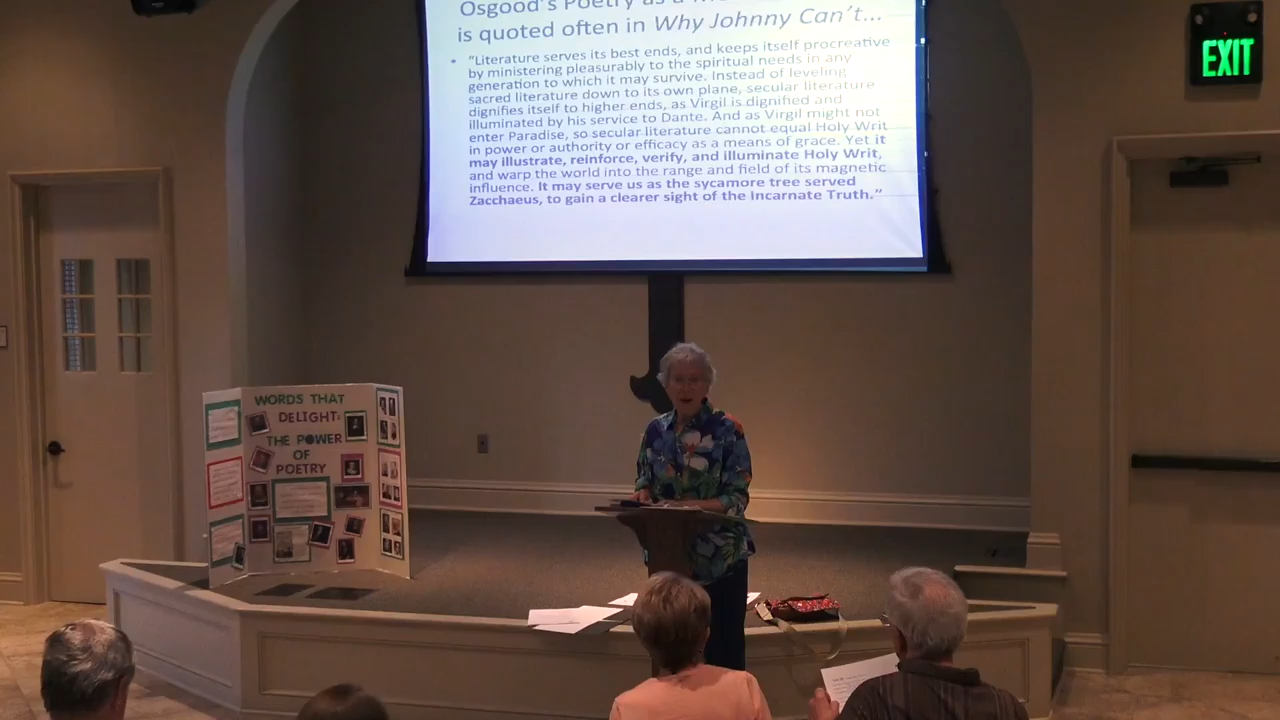 Osgood's Poetry as a
is quoted often in Why Johnny Can't...
• "Literature serves its best ends, and keeps itself procreative
by ministering pleasurably to the spiritual needs in any
generation to which it may survive. Instead of leveling
sacred literature down to its own plane, secular literature
dignifies itself to higher ends, as Virgil is dignified and
illuminated by his service to Dante. And as Virgil might not
enter Paradise, so secular literature cannot equal Holy Writ
in power or authority or efficacy as a means of grace. Yet it
may illustrate, reinforce, verify, and illuminate Holy Writ,
and warp the world into the range and field of its magnetic
influence. It may serve us as the sycamore tree served
Zacchaeus, to gain a clearer sight of the Incarnate Truth."
EXIT
WORDS THAT
DELIGHT:
THE POWER
OF
POETRY